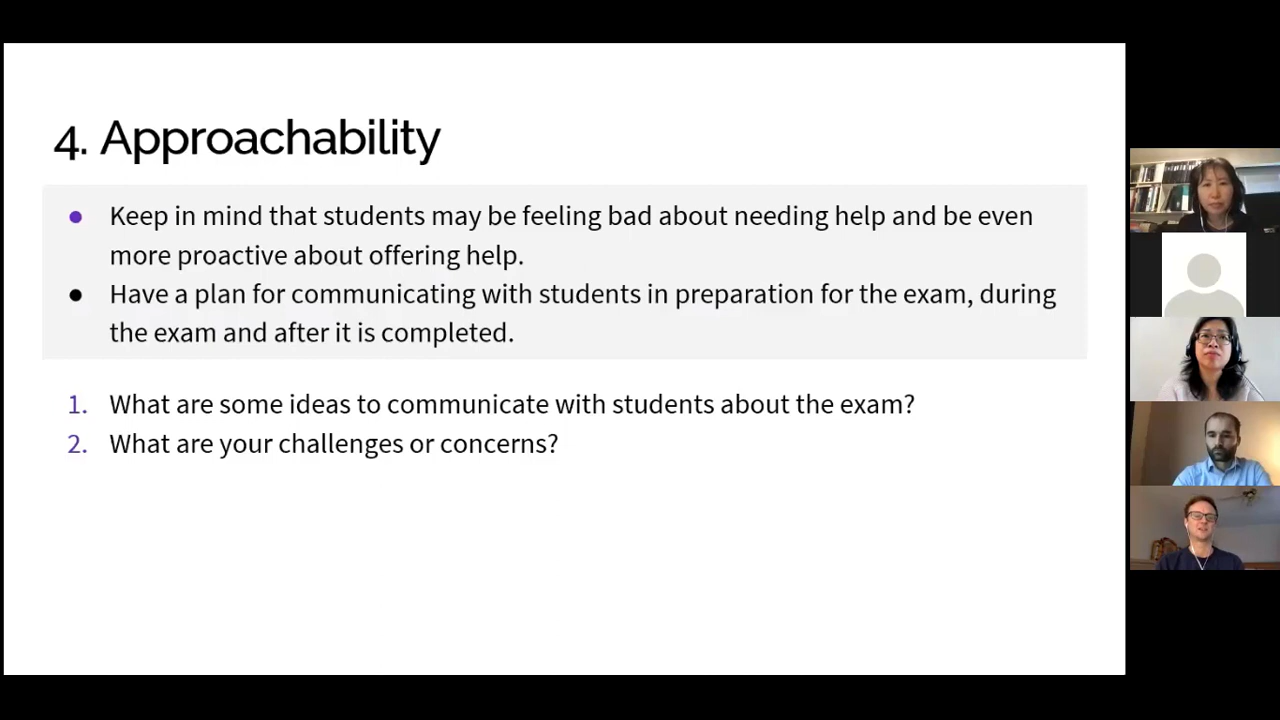 4. Approachability
● Keep in mind that students may be feeling bad about needing help and be even
more proactive about offering help.
● Have a plan for communicating with students in preparation for the exam, during
the exam and after it is completed.
1. What are some ideas to communicate with students about the exam?
2. What are your challenges or concerns?